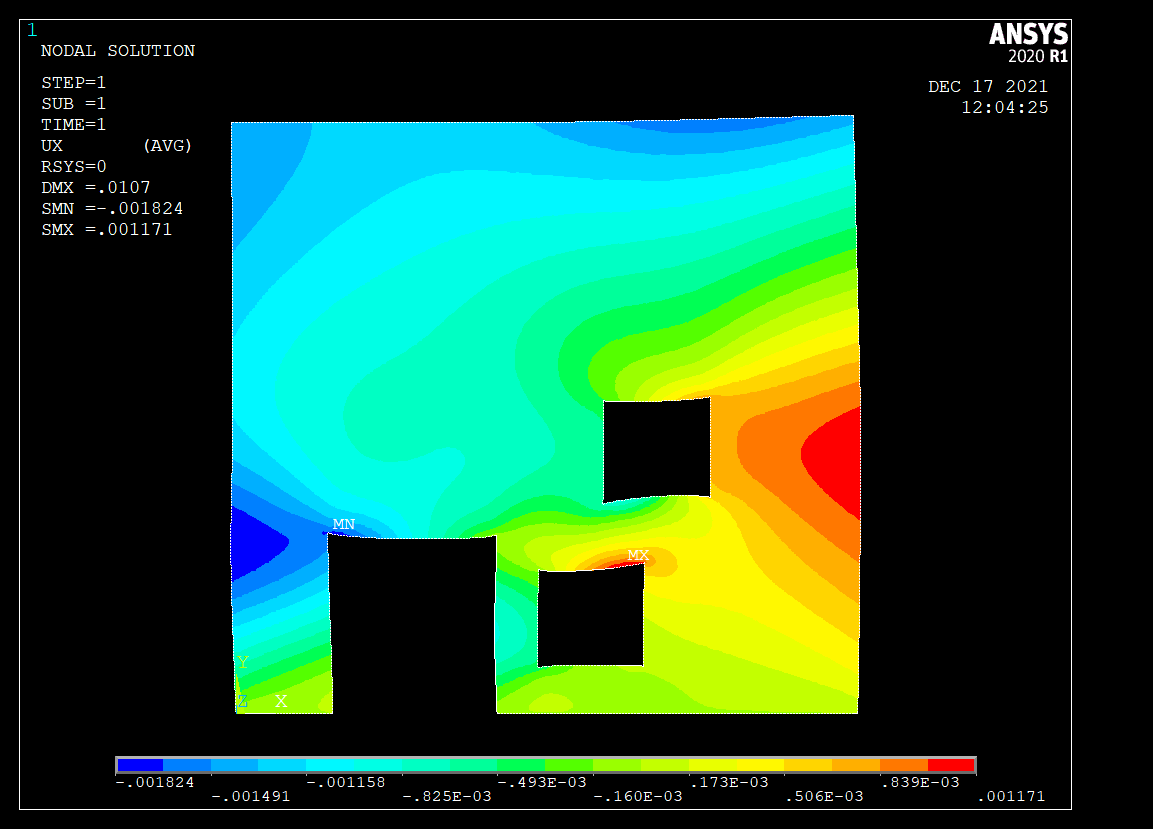 1
NODAL SOLUTION
STEP=1
SUB =1
TIME=1
UX (AVG)
RSYS=0
DMX =.0107
SMN =-.001824
SMX =.001171
ANSYS
2020 R1
DEC 17 2021
12:04:25
MN
MX
Y
Z X
-.001824 -.001158 -.493E-03 .173E-03 .839E-03
-.001491 -.825E-03 -.160E-03 .506E-03 .001171